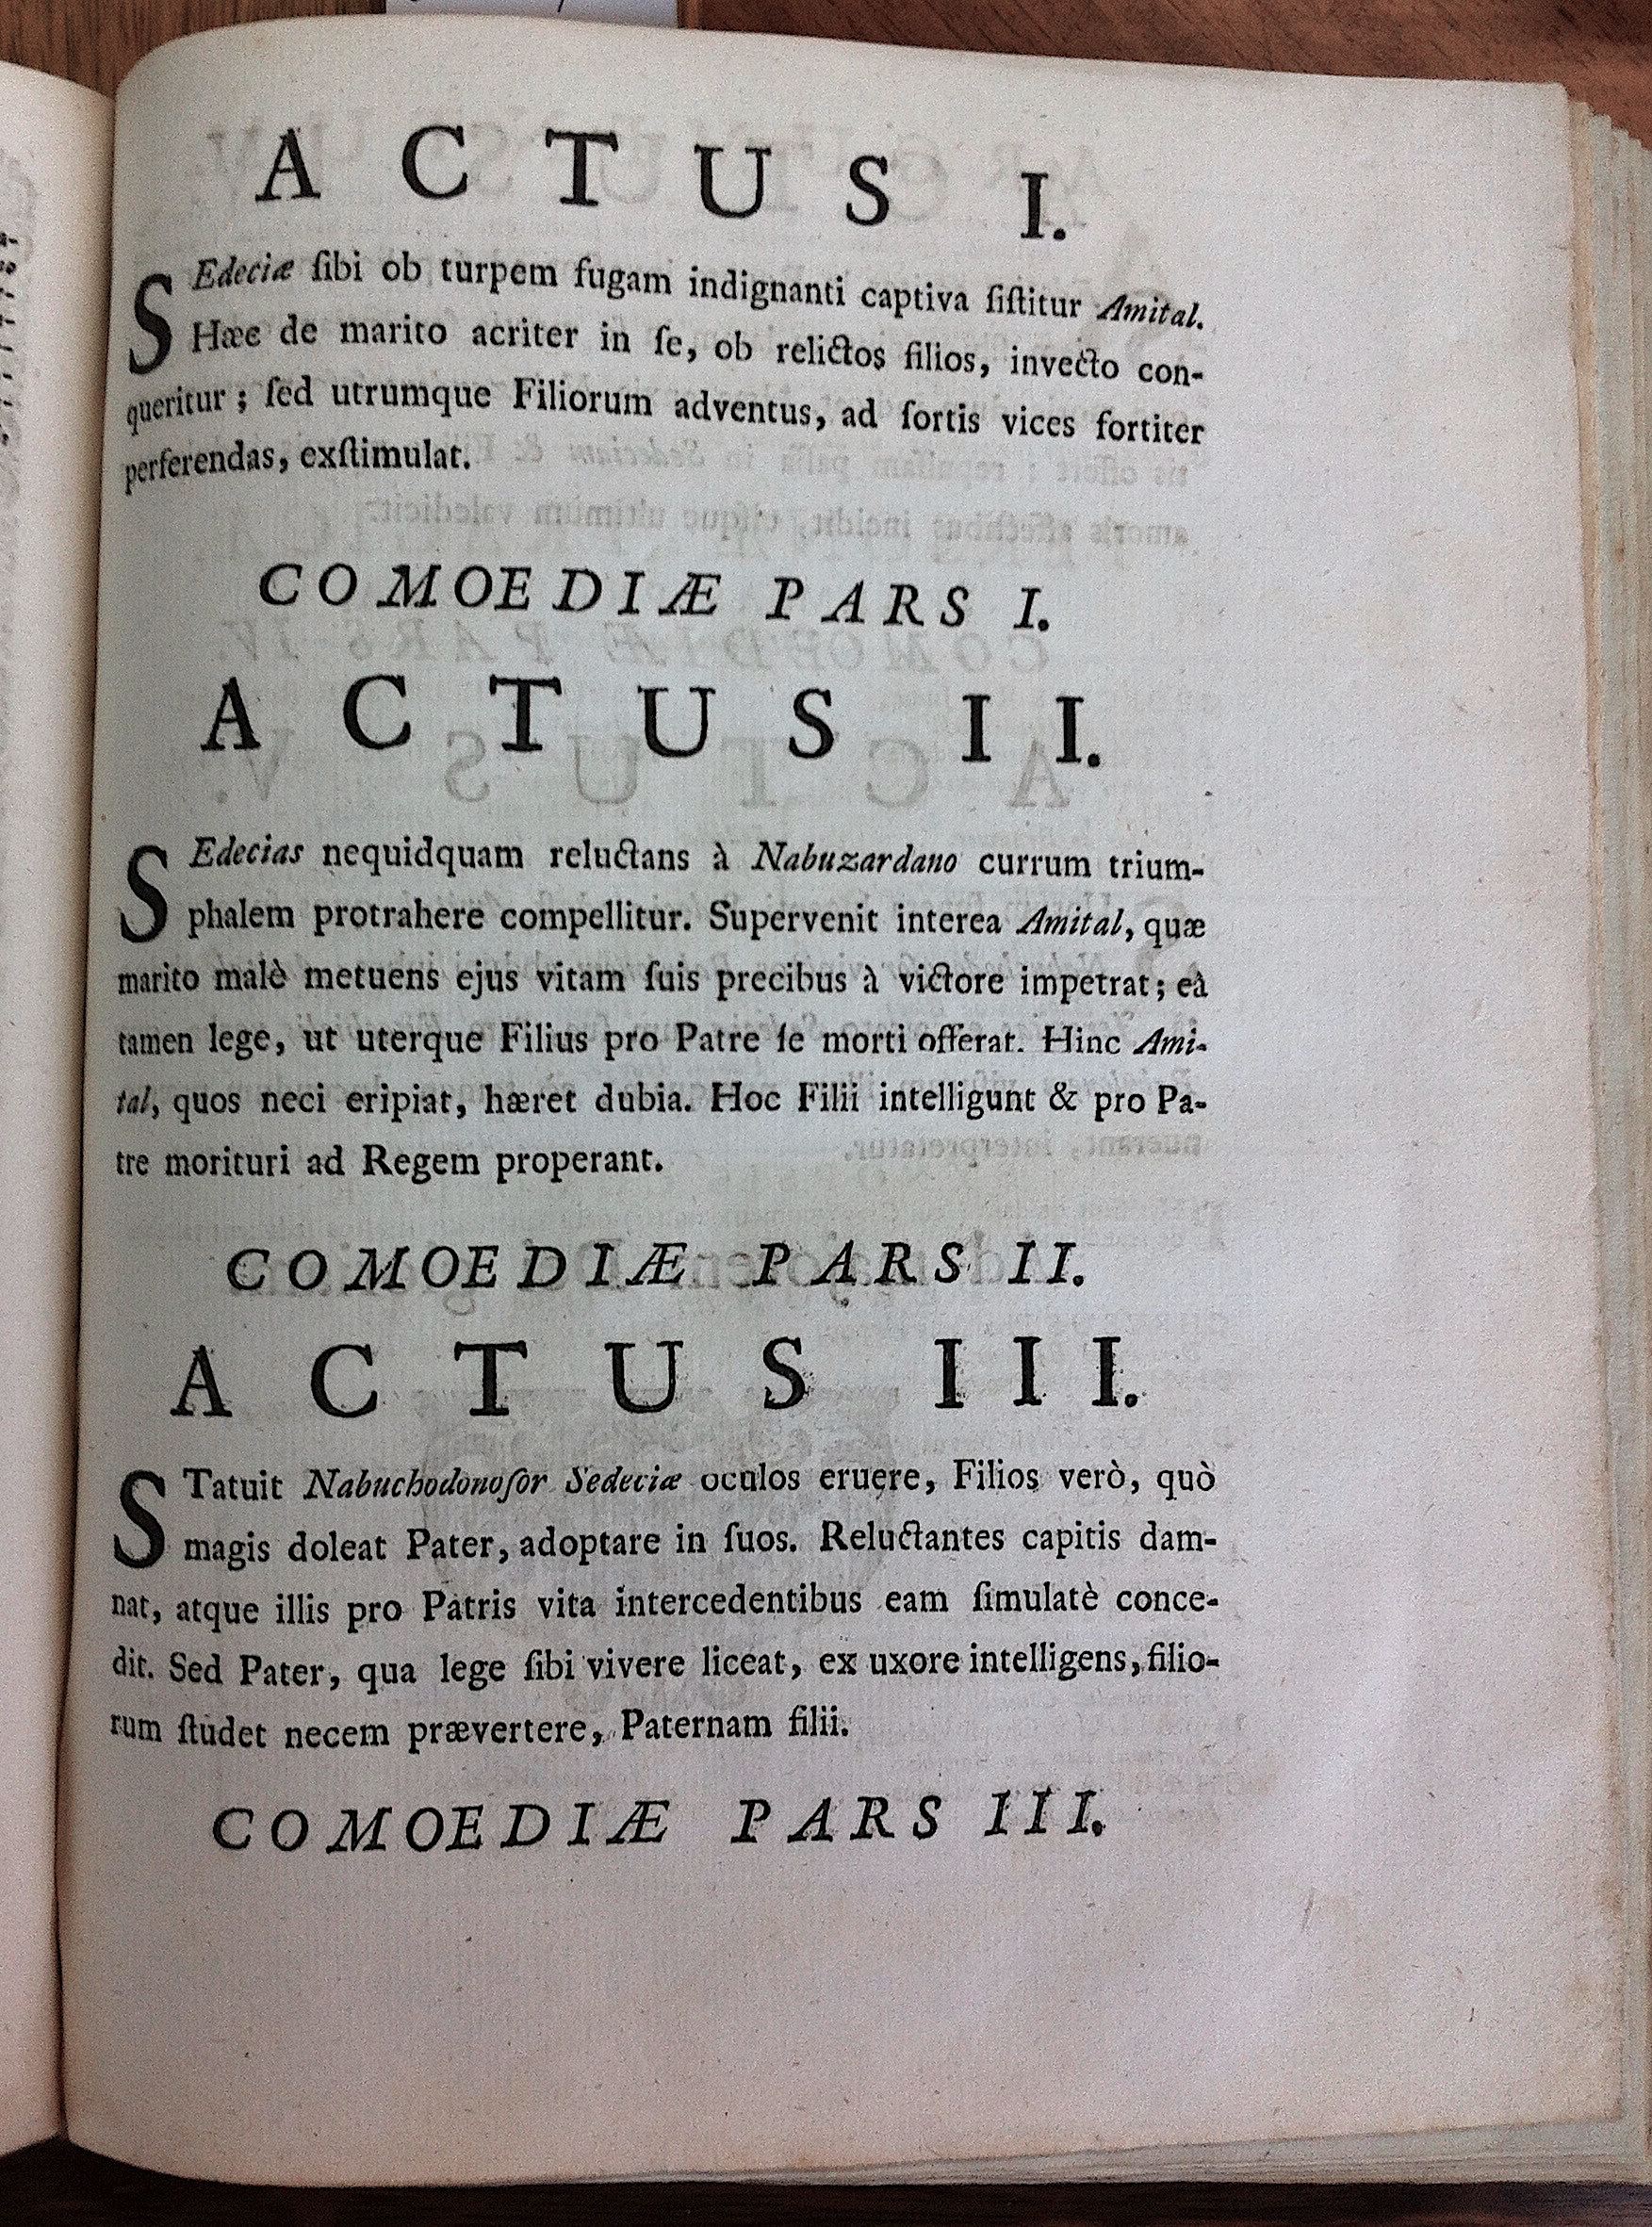 ACTUS I.
SEdeciæ ſibi ob turpem fugam indignanti captiva ſiſtitur Amital.
Hæc de marito acriter in ſe, ob relictos filios, invecto con-
queritur; ſed utrumque Filiorum adventus, ad ſortis vices fortiter
perferendas, exſtimulat.
COMOEDIÆ PARS I.
ACTUS II.
SEdecias nequidquam reluctans à Nabuzardano currum trium-
phalem protrahere compellitur. Supervenit interea Amital, quæ
marito malè metuens ejus vitam ſuis precibus à victore impetrat; eâ
tamen lege, ut uterque Filius pro Patre ſe morti offerat. Hinc Ami-
tal, quos neci eripiat, hæret dubia. Hoc Filii intelligunt & pro Pa-
tre morituri ad Regem properant.
COMOEDIÆ PARS II.
ACTUS III.
STatuit Nabuchodonoſor Sedeciæ oculos eruere, Filios verò, quò
magis doleat Pater, adoptare in ſuos. Reluctantes capitis dam-
nat, atque illis pro Patris vita intercedentibus eam ſimulatè conce-
dit. Sed Pater, qua lege ſibi vivere liceat, ex uxore intelligens, filio-
rum ſtudet necem prævertere, Paternam filii.
COMOEDIÆ PARS III.